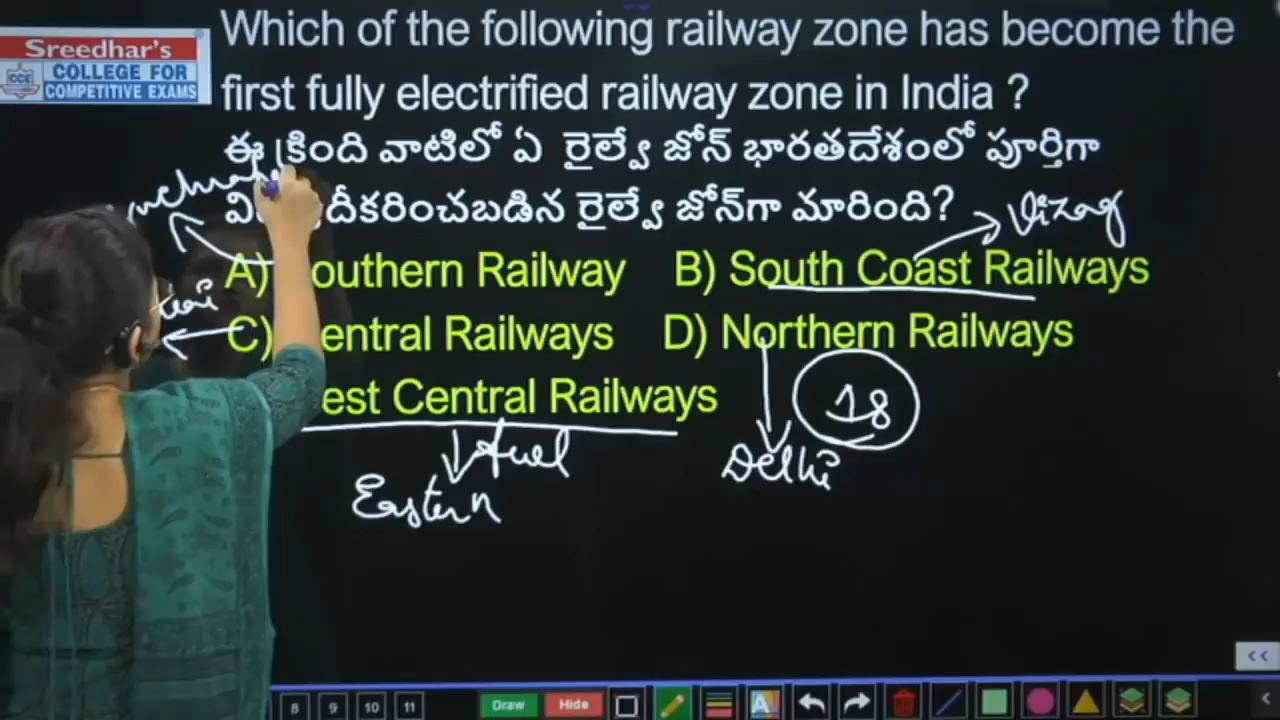 Sreedhar's
COLLEGE FOR
COMPETITIVE EXAMS
Which of the following railway zone has become the
first fully electrified railway zone in India ?
ఈ క్రింది వాటిలో ఏ రైల్వే జోన్ భారతదేశంలో పూర్తిగా
దీకరించబడిన రైల్వే జోన్‌గా మారింది?
Vizag
A) outhern Railway B) South Coast Railways
C) entral Railways D) Northern Railways
est Central Railways
18
Delhi
Eastern
8 9 10 11 Draw Hide A
<<